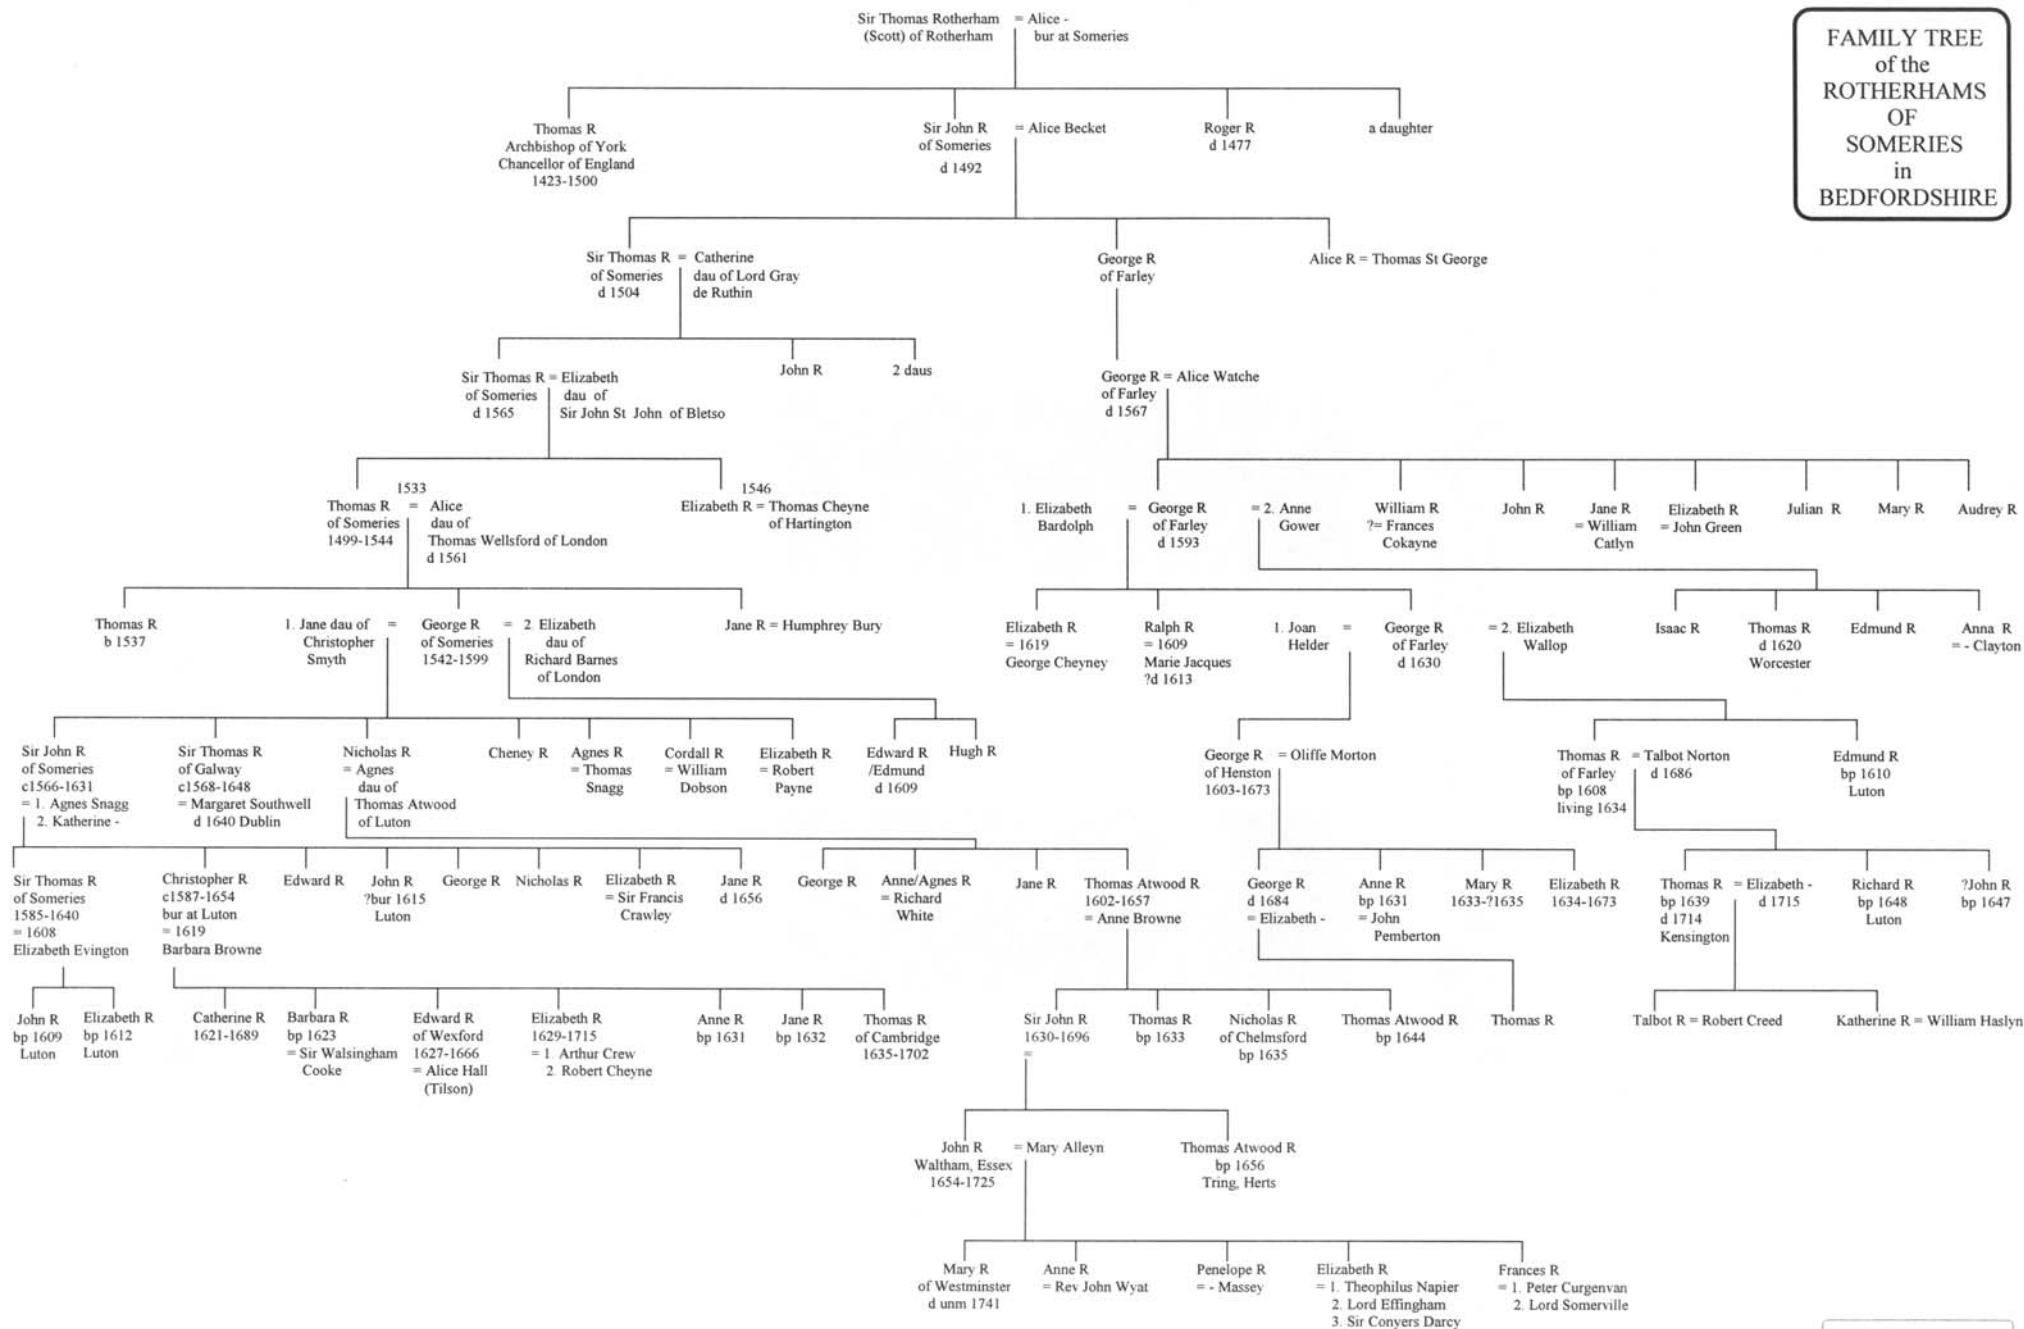 FAMILY TREE
of the
ROTHERHAMS
OF
SOMERIES
in
BEDFORDSHIRE
Sir Thomas Rotherham = Alice -
(Scott) of Rotherham bur at Someries
Thomas R
Archbishop of York
Chancellor of England
1423-1500
Sir John R = Alice Becket
of Someries
d 1492
Roger R
d 1477
a daughter
Sir Thomas R = Catherine
of Someries dau of Lord Gray
d 1504 de Ruthin
George R
of Farley
Alice R = Thomas St George
Sir Thomas R = Elizabeth
of Someries dau of
d 1565 Sir John St John of Bletso
John R
2 daus
George R = Alice Watche
of Farley
d 1567
1533
Thomas R = Alice
of Someries dau of
1499-1544 Thomas Wellsford of London
d 1561
1546
Elizabeth R = Thomas Cheyne
of Hartington
1. Elizabeth = George R = 2. Anne
Bardolph of Farley Gower
d 1593
William R
?= Frances
Cokayne
John R
Jane R
= William
Catlyn
Elizabeth R
= John Green
Julian R
Mary R
Audrey R
Thomas R
b 1537
1. Jane dau of = George R = 2. Elizabeth
Christopher of Someries dau of
Smyth 1542-1599 Richard Barnes
of London
Jane R = Humphrey Bury
Elizabeth R
= 1619
George Cheyney
Ralph R
= 1609
Marie Jacques
?d 1613
1. Joan = George R = 2. Elizabeth
Helder of Farley Wallop
d 1630
Isaac R
Thomas R
d 1620
Worcester
Edmund R
Anna R
= - Clayton
Sir John R
of Someries
c1566-1631
= 1. Agnes Snagg
2. Katherine -
Sir Thomas R
of Galway
c1568-1648
= Margaret Southwell
d 1640 Dublin
Nicholas R
= Agnes
dau of
Thomas Atwood
of Luton
Cheney R
Agnes R
= Thomas
Snagg
Cordall R
= William
Dobson
Elizabeth R
= Robert
Payne
Edward R
/Edmund
d 1609
Hugh R
George R = Oliffe Morton
of Henston
1603-1673
Thomas R = Talbot Norton
of Farley d 1686
bp 1608
living 1634
Edmund R
bp 1610
Luton
Sir Thomas R
of Someries
1585-1640
= 1608
Elizabeth Evington
Christopher R
c1587-1654
bur at Luton
= 1619
Barbara Browne
Edward R
John R
?bur 1615
Luton
George R
Nicholas R
Elizabeth R
= Sir Francis
Crawley
Jane R
d 1656
George R
Anne/Agnes R
= Richard
White
Jane R
Thomas Atwood R
1602-1657
= Anne Browne
George R
d 1684
= Elizabeth -
Anne R
bp 1631
= John
Pemberton
Mary R
1633-?1635
Elizabeth R
1634-1673
Thomas R = Elizabeth -
bp 1639 d 1715
d 1714
Kensington
Richard R
bp 1648
Luton
?John R
bp 1647
John R
bp 1609
Luton
Elizabeth R
bp 1612
Luton
Catherine R
1621-1689
Barbara R
bp 1623
= Sir Walsingham
Cooke
Edward R
of Wexford
1627-1666
= Alice Hall
(Tilson)
Elizabeth R
1629-1715
= 1. Arthur Crew
2. Robert Cheyne
Anne R
bp 1631
Jane R
bp 1632
Thomas R
of Cambridge
1635-1702
Sir John R
1630-1696
=
Thomas R
bp 1633
Nicholas R
of Chelmsford
bp 1635
Thomas Atwood R
bp 1644
Thomas R
Talbot R = Robert Creed
Katherine R = William Haslyn
John R = Mary Alleyn
Waltham, Essex
1654-1725
Thomas Atwood R
bp 1656
Tring, Herts
Mary R
of Westminster
d unm 1741
Anne R
= Rev John Wyat
Penelope R
= - Massey
Elizabeth R
= 1. Theophilus Napier
2. Lord Effingham
3. Sir Conyers Darcy
Frances R
= 1. Peter Curgenvan
2. Lord Somerville